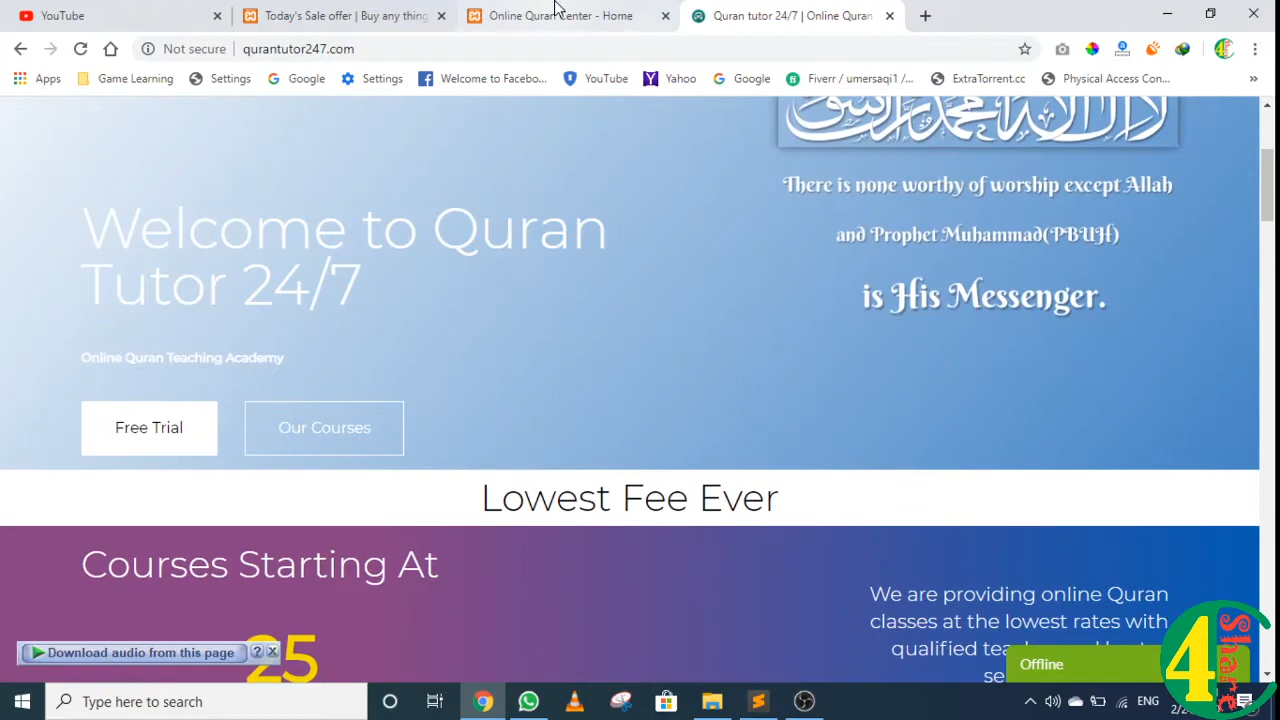 YouTube
Today's Sale offer | Buy any thing
Online Quran Center - Home
Quran tutor 24/7 | Online Quran
Not secure
qurantutor247.com
Apps
Game Learning
Settings
Google
Settings
Welcome to Facebo...
YouTube
Yahoo
Google
Fiverr / umersaqi1 /...
ExtraTorrent.cc
Physical Access Con...
»
There is none worthy of worship except Allah
and Prophet Muhammad(PBUH)
is His Messenger.
Welcome to Quran
Tutor 24/7
Online Quran Teaching Academy
Free Trial
Our Courses
Lowest Fee Ever
Courses Starting At
25
We are providing online Quran
classes at the lowest rates with
qualified
Download audio from this page
?
Offline
4
Share
Type here to search
ENG